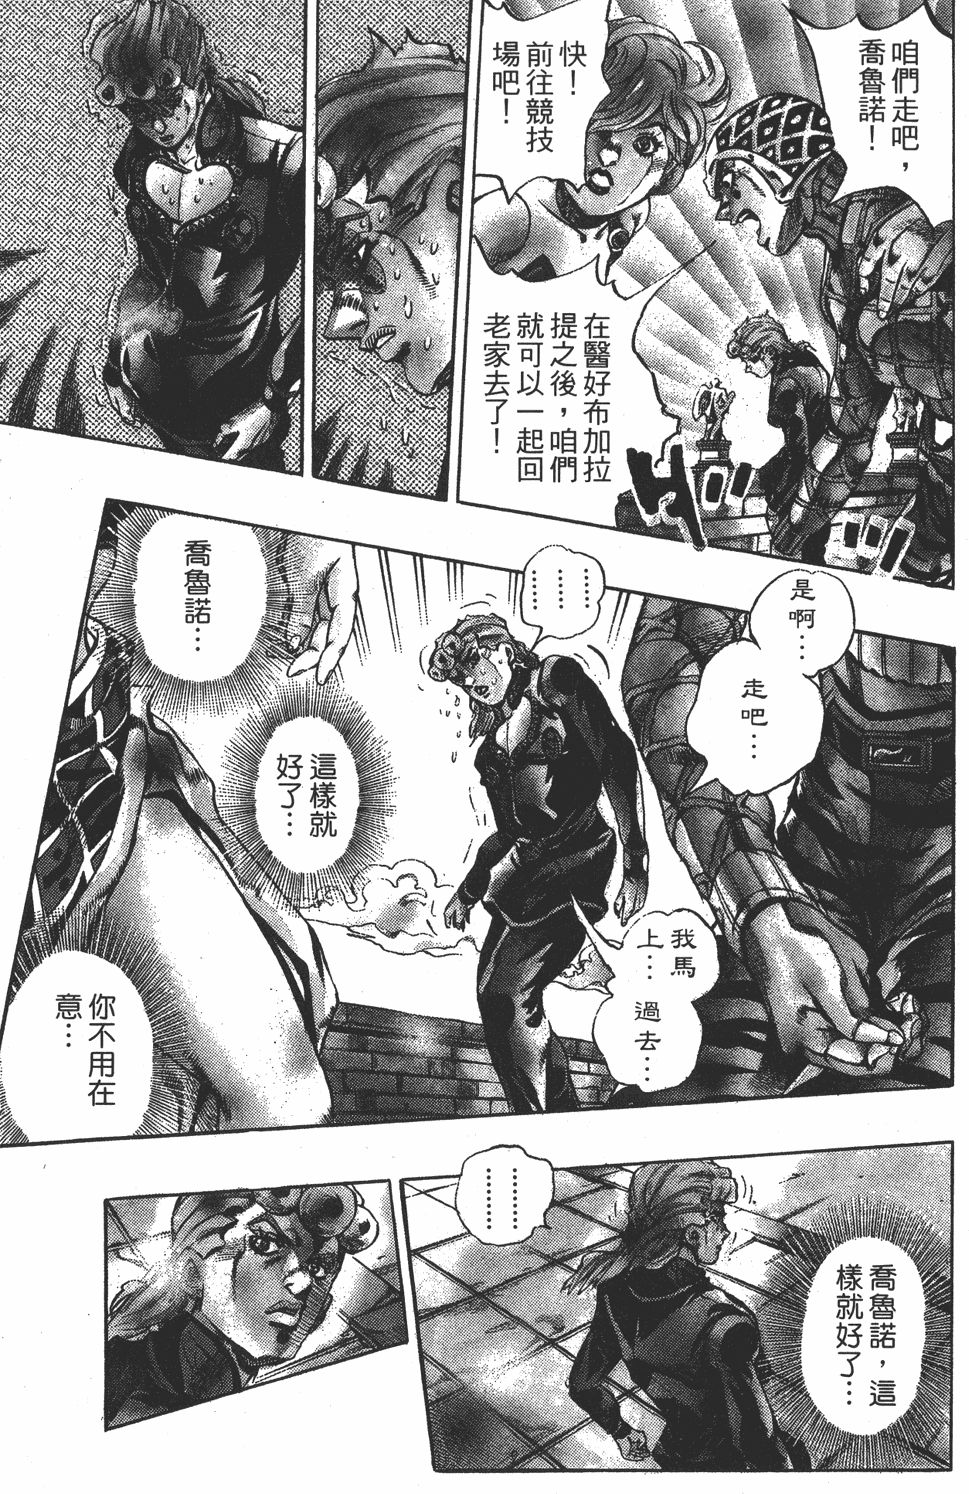 咱們走吧，
喬魯諾！
快！
前往競技
場吧！
在醫好布加拉
提之後，咱們
就可以一起回
老家去了！
是啊…
走吧…
………
………
我馬
上…
過去…
喬魯諾…
這樣就
好了…
你不用在
意…
喬魯諾，這
樣就好了…
………
………